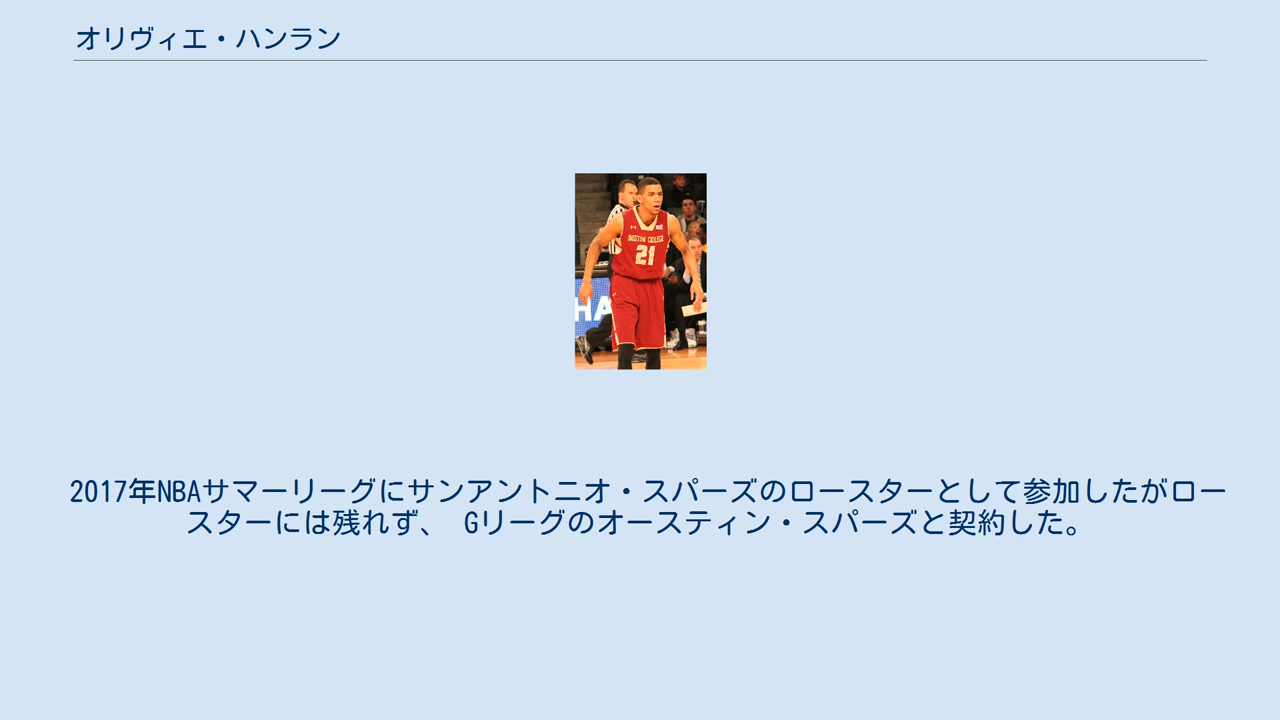 オリヴィエ・ハンラン
BOSTON COLLEGE
21
HA
2017年NBAサマーリーグにサンアントニオ・スパーズのロースターとして参加したがロー
スターには残れず、 Gリーグのオースティン・スパーズと契約した。